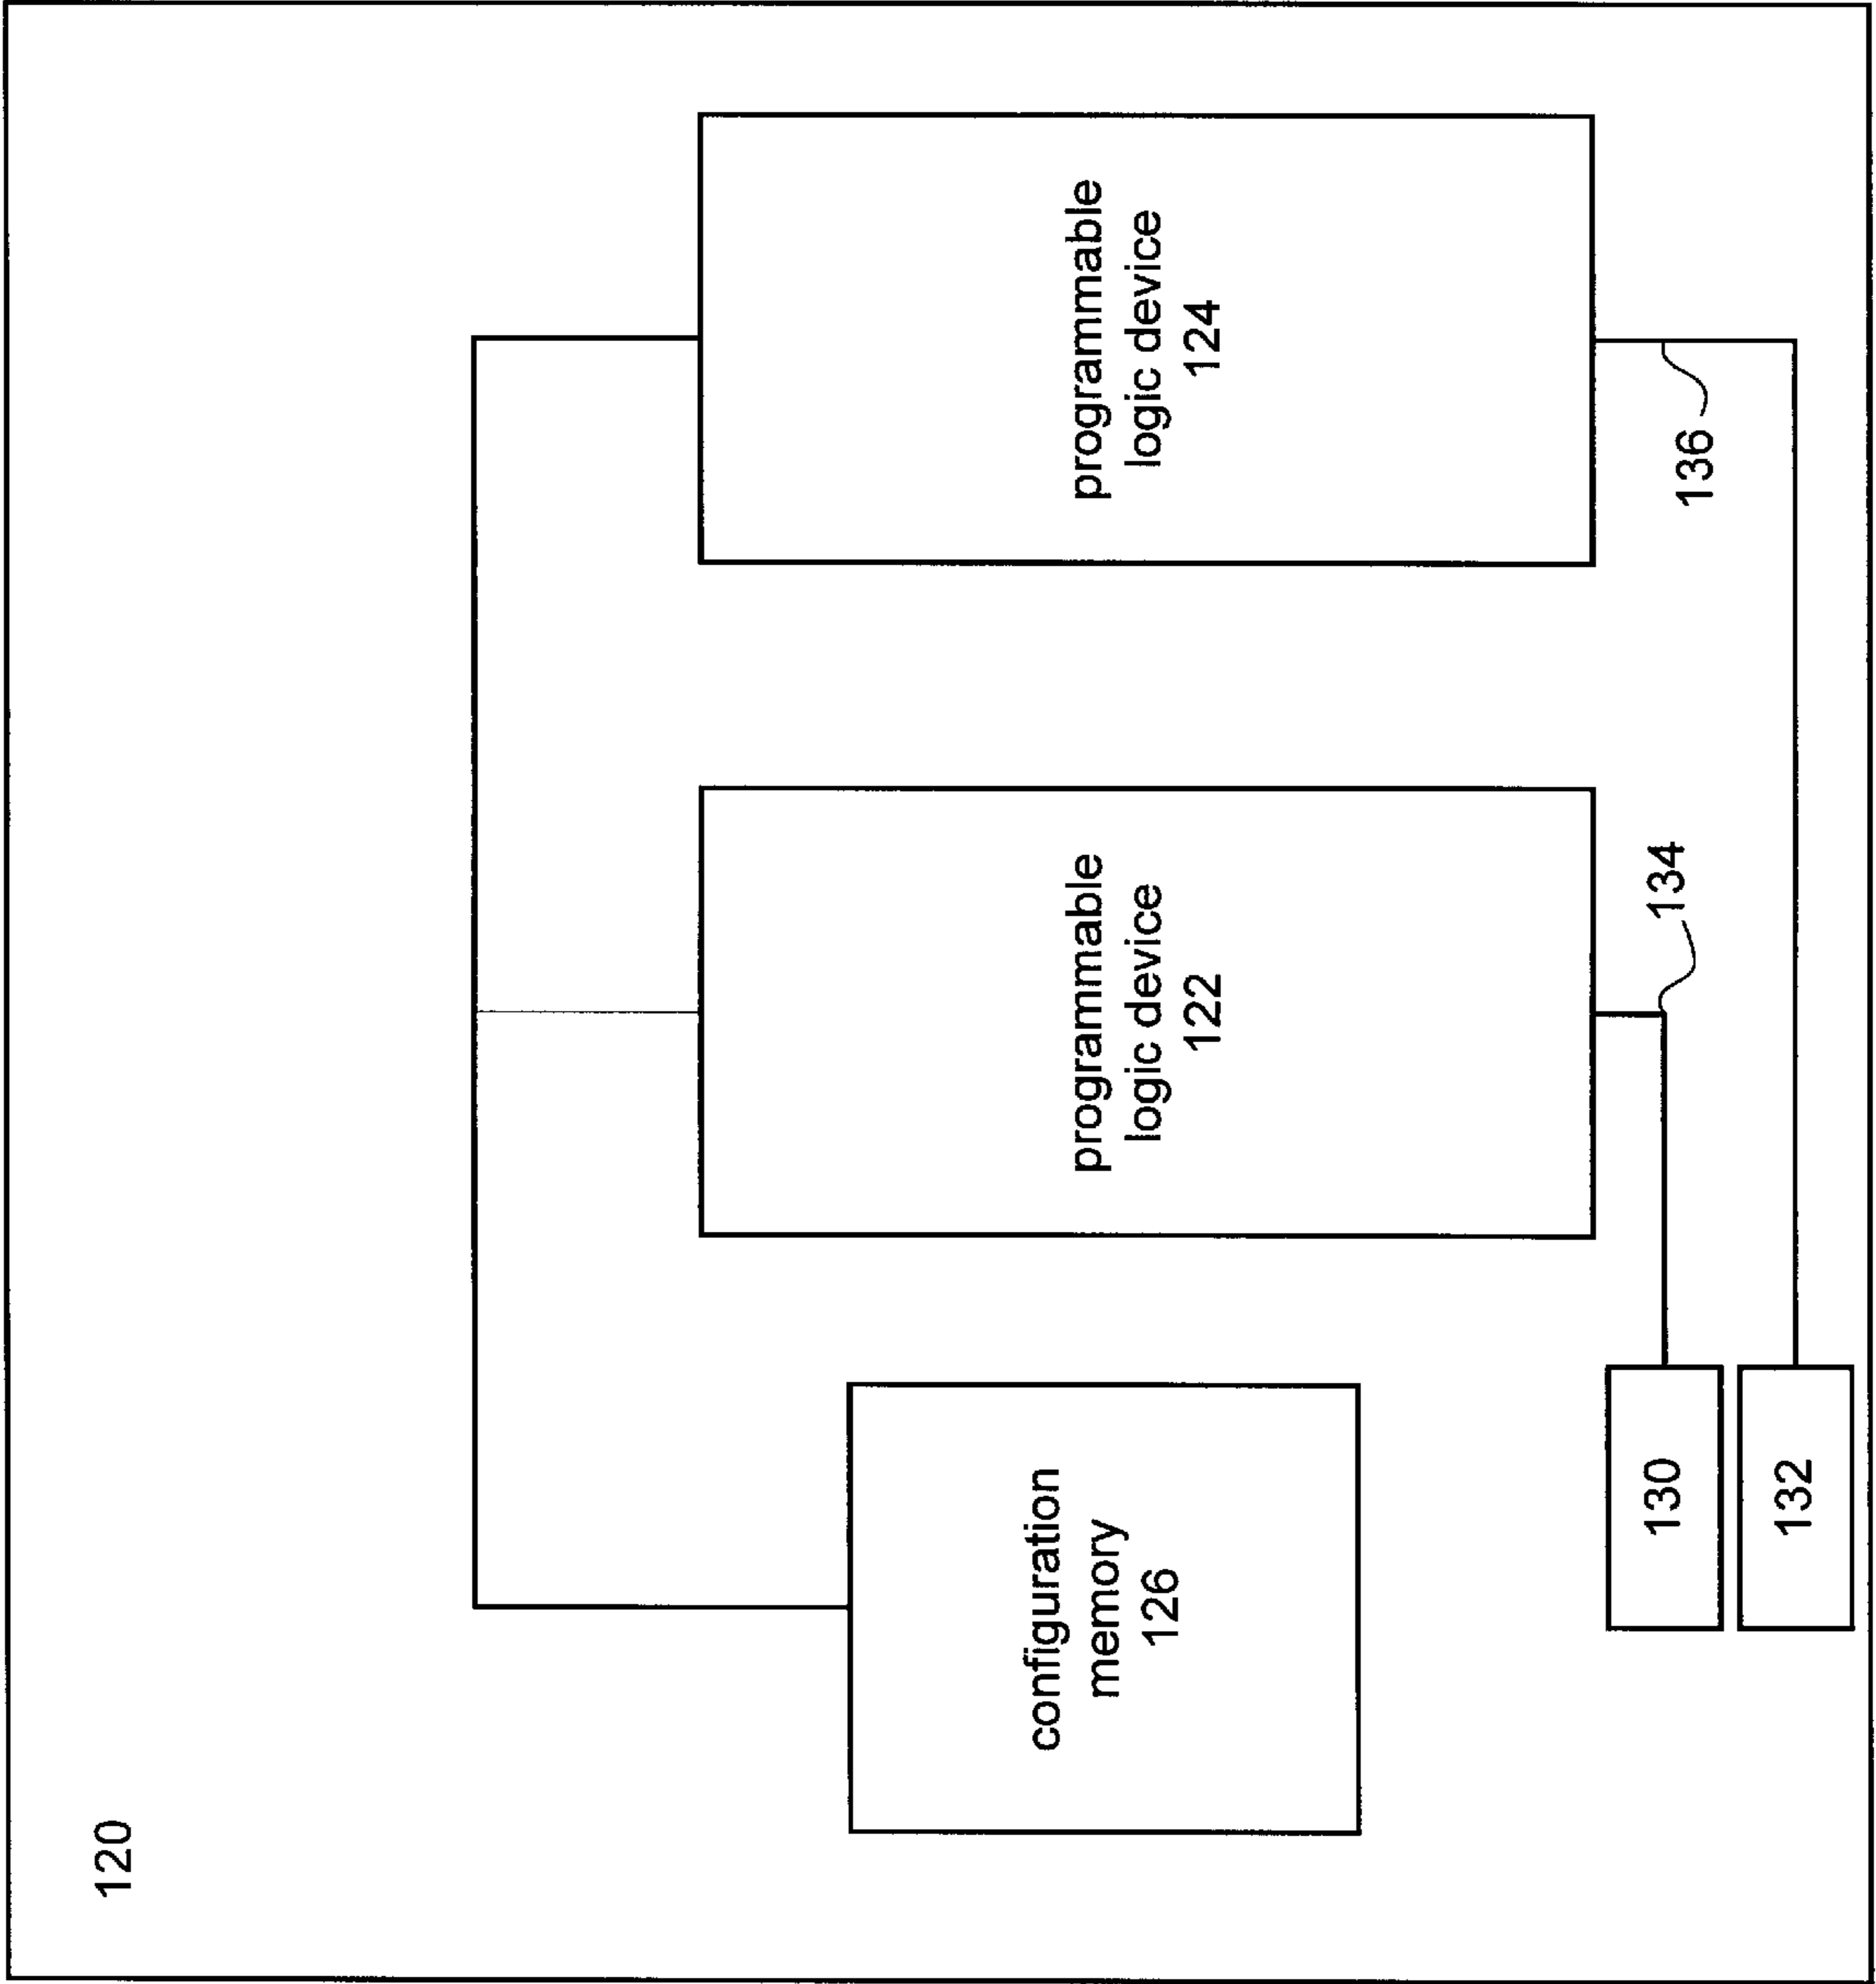 120
configuration
memory
126
programmable
logic device
122
programmable
logic device
124
130
132
134
136